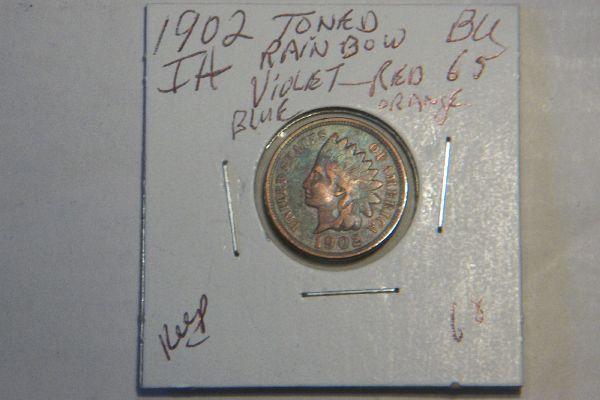 1902 TONED BU
IH RAINBOW 65
VIOLET-RED
BLUE ORANGE
UNITED STATES OF AMERICA
1902
Keep